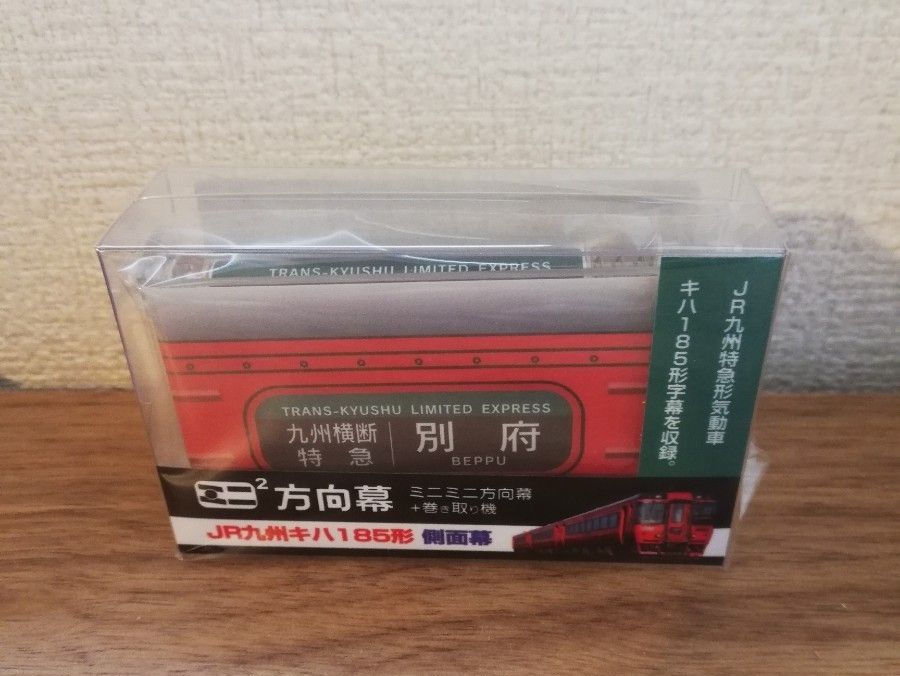 TRANS-KYUSHU LIMITED EXPRESS
JR九州特急形気動車
キハ185形字幕を収録。
TRANS-KYUSHU LIMITED EXPRESS
九州横断
特急
別府
BEPPU
ミニ²方向幕
ミニミニ方向幕
+巻き取り機
JR九州キハ185形 側面幕